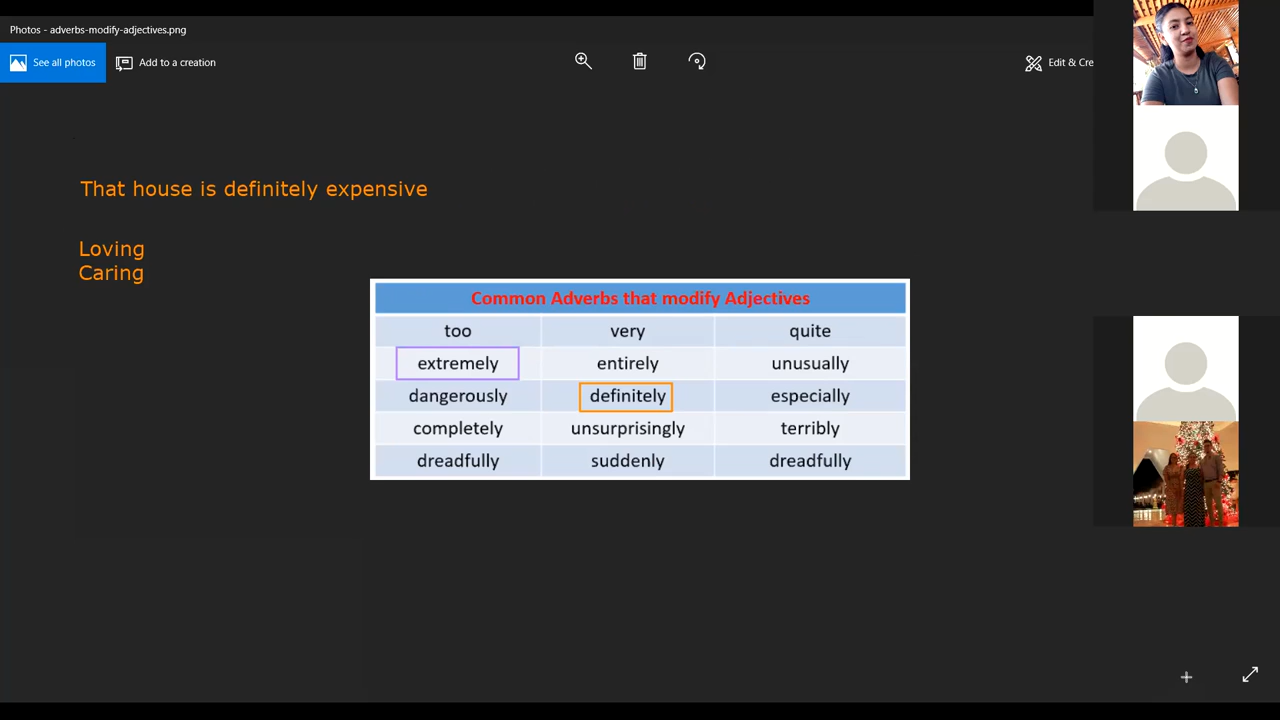 Photos - adverbs-modify-adjectives.png
See all photos
Add to a creation
Edit & Cre
That house is definitely expensive
Loving
Caring
Common Adverbs that modify Adjectives
too very quite
extremely entirely unusually
dangerously definitely especially
completely unsurprisingly terribly
dreadfully suddenly dreadfully